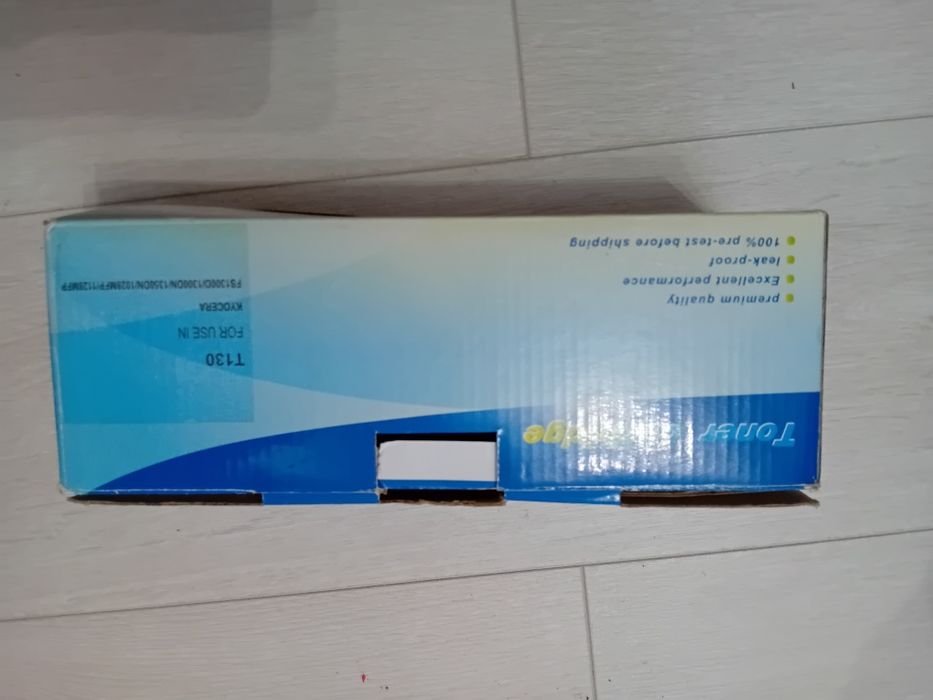 Toner
premium quality
Excellent performance
leak-proof
100% pre-test before shipping
T130
FOR USE IN
KYOCERA
FS1300D/1300DN/1350DN/1028MFP/1128MFP